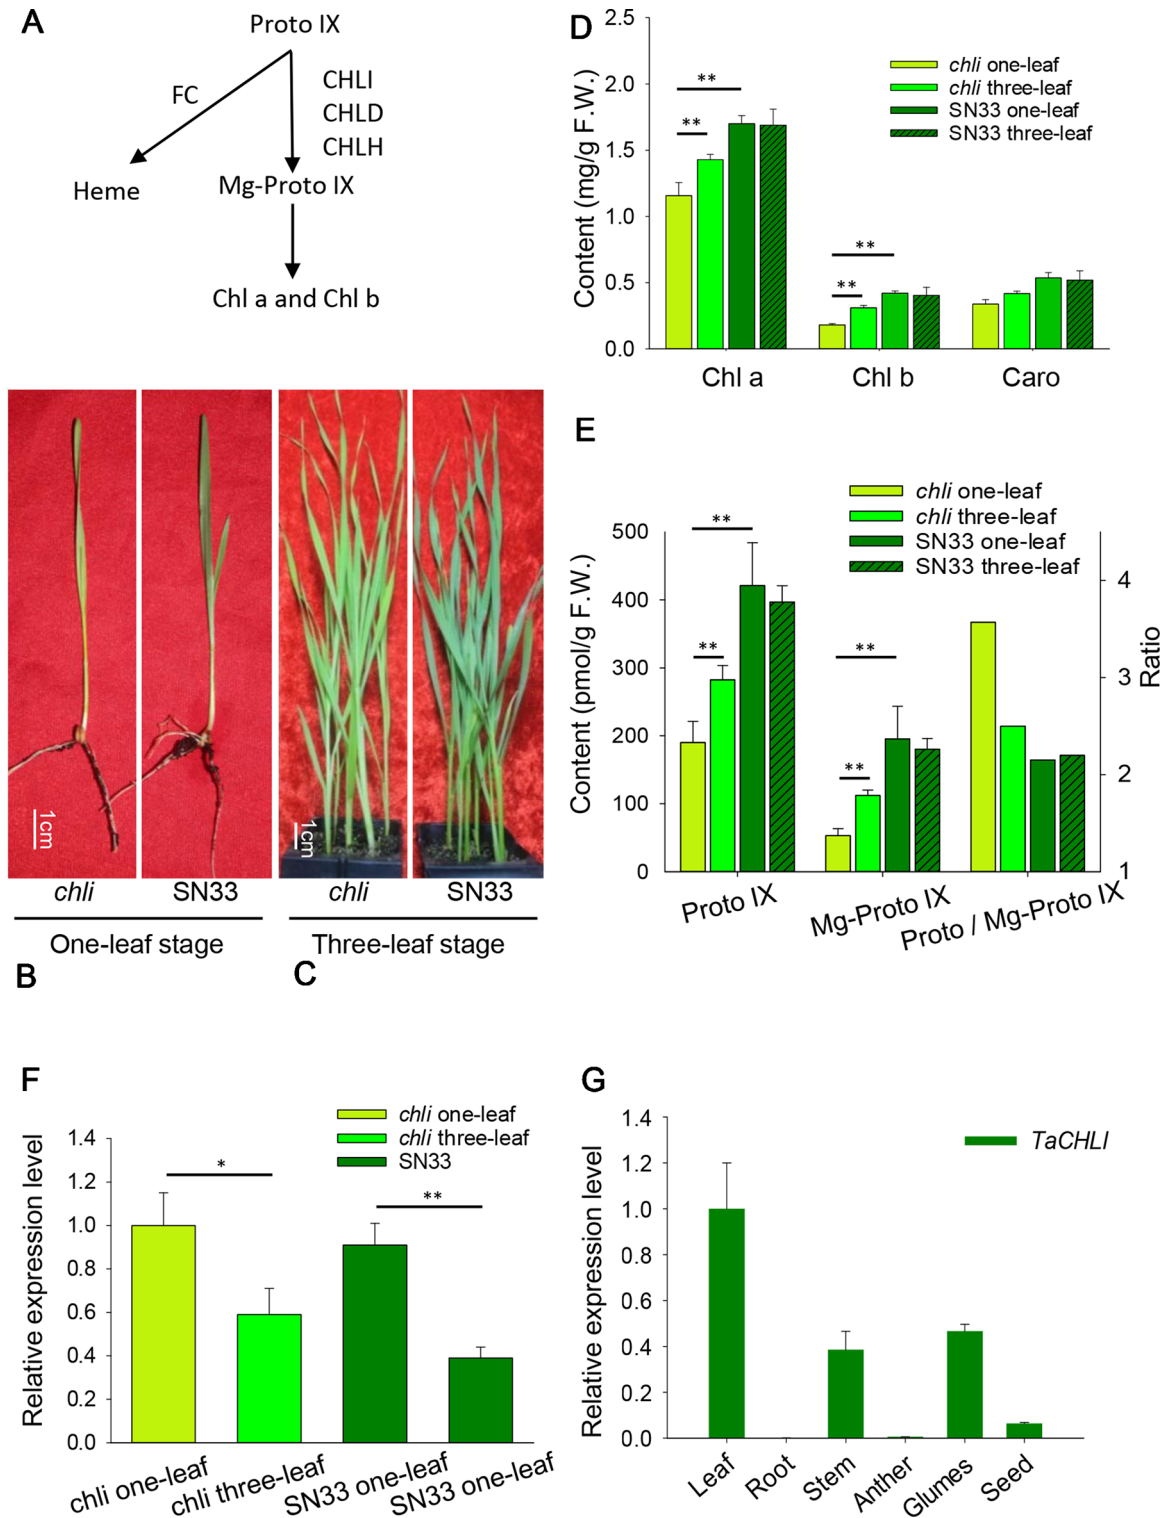 A
Proto IX
FC
CHLI
CHLD
CHLH
Heme
Mg-Proto IX
Chl a and Chl b
1cm
1cm
chli
SN33
chli
SN33
One-leaf stage
Three-leaf stage
B
C
D
2.5
2.0
1.5
1.0
0.5
0.0
Content (mg/g F.W.)
chli one-leaf
chli three-leaf
SN33 one-leaf
SN33 three-leaf
**
**
**
**
Chl a
Chl b
Caro
E
chli one-leaf
chli three-leaf
SN33 one-leaf
SN33 three-leaf
500
400
300
200
100
0
Content (pmol/g F.W.)
**
**
**
**
4
3
2
1
Ratio
Proto IX
Mg-Proto IX
Proto / Mg-Proto IX
F
chli one-leaf
chli three-leaf
SN33
1.4
1.2
1.0
0.8
0.6
0.4
0.2
0.0
Relative expression level
*
**
chli one-leaf
chli three-leaf
SN33 one-leaf
SN33 one-leaf
G
TaCHLI
1.4
1.2
1.0
0.8
0.6
0.4
0.2
0.0
Relative expression level
Leaf
Root
Stem
Anther
Glumes
Seed